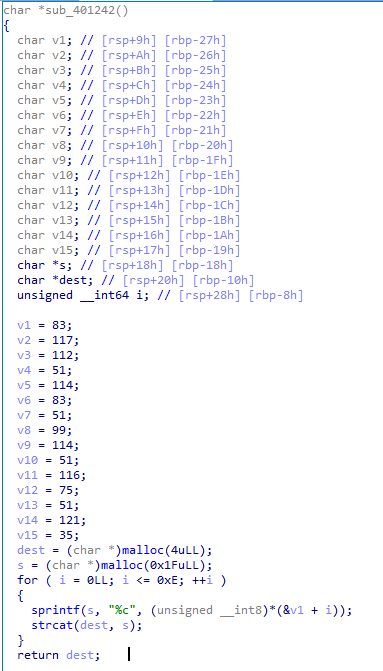 char *sub_401242()
{
  char v1; // [rsp+9h] [rbp-27h]
  char v2; // [rsp+Ah] [rbp-26h]
  char v3; // [rsp+Bh] [rbp-25h]
  char v4; // [rsp+Ch] [rbp-24h]
  char v5; // [rsp+Dh] [rbp-23h]
  char v6; // [rsp+Eh] [rbp-22h]
  char v7; // [rsp+Fh] [rbp-21h]
  char v8; // [rsp+10h] [rbp-20h]
  char v9; // [rsp+11h] [rbp-1Fh]
  char v10; // [rsp+12h] [rbp-1Eh]
  char v11; // [rsp+13h] [rbp-1Dh]
  char v12; // [rsp+14h] [rbp-1Ch]
  char v13; // [rsp+15h] [rbp-1Bh]
  char v14; // [rsp+16h] [rbp-1Ah]
  char v15; // [rsp+17h] [rbp-19h]
  char *s; // [rsp+18h] [rbp-18h]
  char *dest; // [rsp+20h] [rbp-10h]
  unsigned __int64 i; // [rsp+28h] [rbp-8h]

  v1 = 83;
  v2 = 117;
  v3 = 112;
  v4 = 51;
  v5 = 114;
  v6 = 83;
  v7 = 51;
  v8 = 99;
  v9 = 114;
  v10 = 51;
  v11 = 116;
  v12 = 75;
  v13 = 51;
  v14 = 121;
  v15 = 35;
  dest = (char *)malloc(4uLL);
  s = (char *)malloc(0x1FuLL);
  for ( i = 0LL; i <= 0xE; ++i )
  {
    sprintf(s, "%c", (unsigned __int8)*(&v1 + i));
    strcat(dest, s);
  }
  return dest;